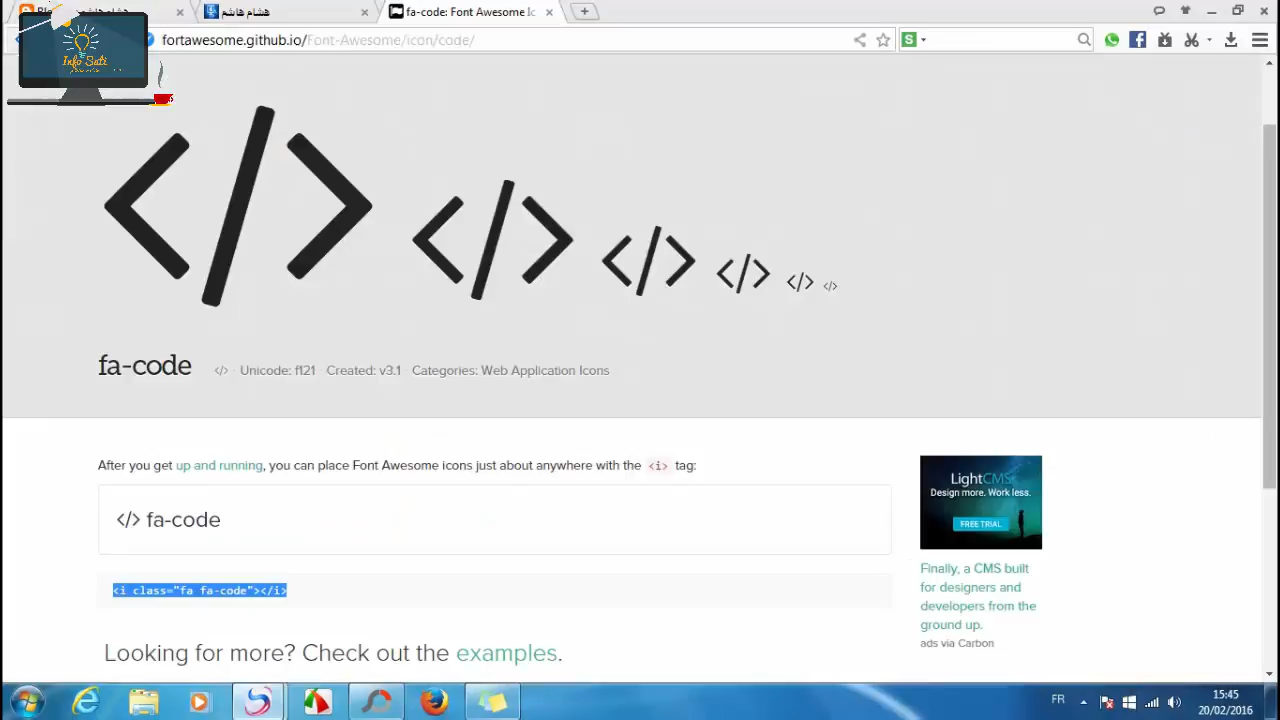 هشام هاشم
هشام هاشم
fa-code: Font Awesome Ic
Info Sati
fortawesome.github.io/Font-Awesome/icon/code/
fa-code
Unicode: f121 · Created: v3.1 · Categories: Web Application Icons
After you get up and running, you can place Font Awesome icons just about anywhere with the <i> tag:
fa-code
<i class="fa fa-code"></i>
Looking for more? Check out the examples.
LightCMS
Design more. Work less.
FREE TRIAL
Finally, a CMS built
for designers and
developers from the
ground up.
ads via Carbon
FR
15:45
20/02/2016